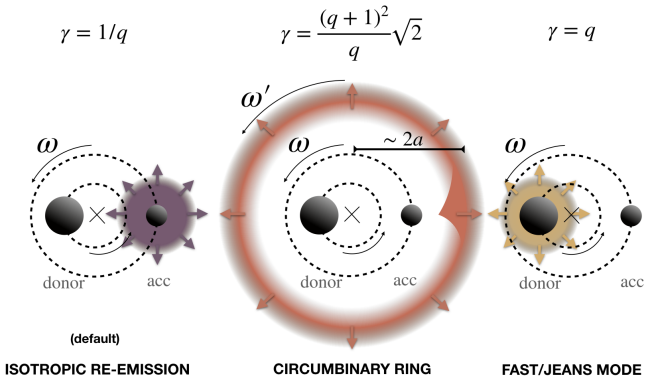 γ = 1/q
γ = (q + 1)²/q √2
γ = q
ω
ω′
ω
∼ 2a
ω
donor
acc
donor
acc
donor
acc
(default)
ISOTROPIC RE-EMISSION
CIRCUMBINARY RING
FAST/JEANS MODE